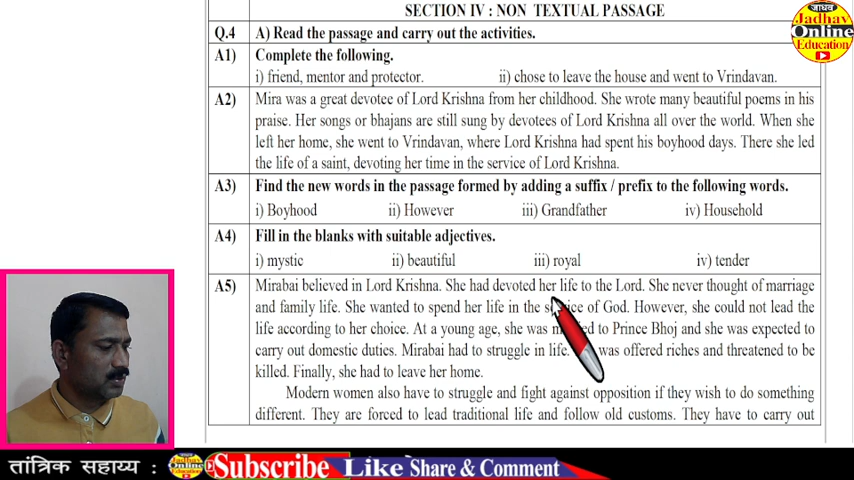 SECTION IV : NON TEXTUAL PASSAGE
Q.4 A) Read the passage and carry out the activities.
A1) Complete the following.
i) friend, mentor and protector. ii) chose to leave the house and went to Vrindavan.
A2) Mira was a great devotee of Lord Krishna from her childhood. She wrote many beautiful poems in his
praise. Her songs or bhajans are still sung by devotees of Lord Krishna all over the world. When she
left her home, she went to Vrindavan, where Lord Krishna had spent his boyhood days. There she led
the life of a saint, devoting her time in the service of Lord Krishna.
A3) Find the new words in the passage formed by adding a suffix / prefix to the following words.
i) Boyhood ii) However iii) Grandfather iv) Household
A4) Fill in the blanks with suitable adjectives.
i) mystic ii) beautiful iii) royal iv) tender
A5) Mirabai believed in Lord Krishna. She had devoted her life to the Lord. She never thought of marriage
and family life. She wanted to spend her life in the of God. However, she could not lead the
life according to her choice. At a young age, she was to Prince Bhoj and she was expected to
carry out domestic duties. Mirabai had to struggle in life. was offered riches and threatened to be
killed. Finally, she had to leave her home.
Modern women also have to struggle and fight against opposition if they wish to do something
different. They are forced to lead traditional life and follow old customs. They have to carry out
जाधव
Jadhav
Online
Education
तांत्रिक सहाय्य :
Jadhav
Online
Education
Subscribe Like Share & Comment